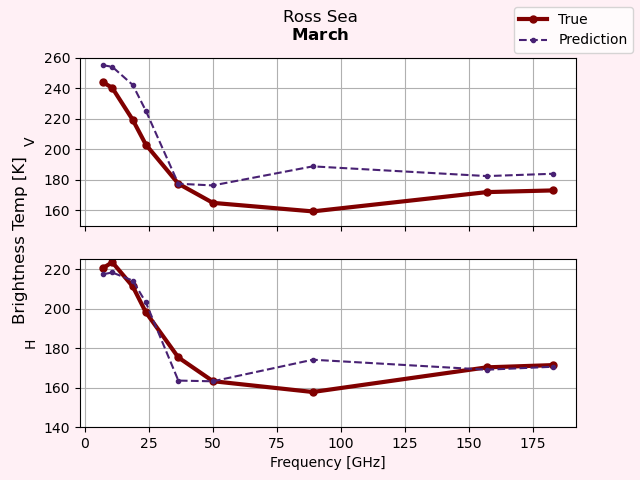 Ross Sea
March
True
Prediction
Brightness Temp [K]
V
260
240
220
200
180
160
H
220
200
180
160
140
0 25 50 75 100 125 150 175
Frequency [GHz]